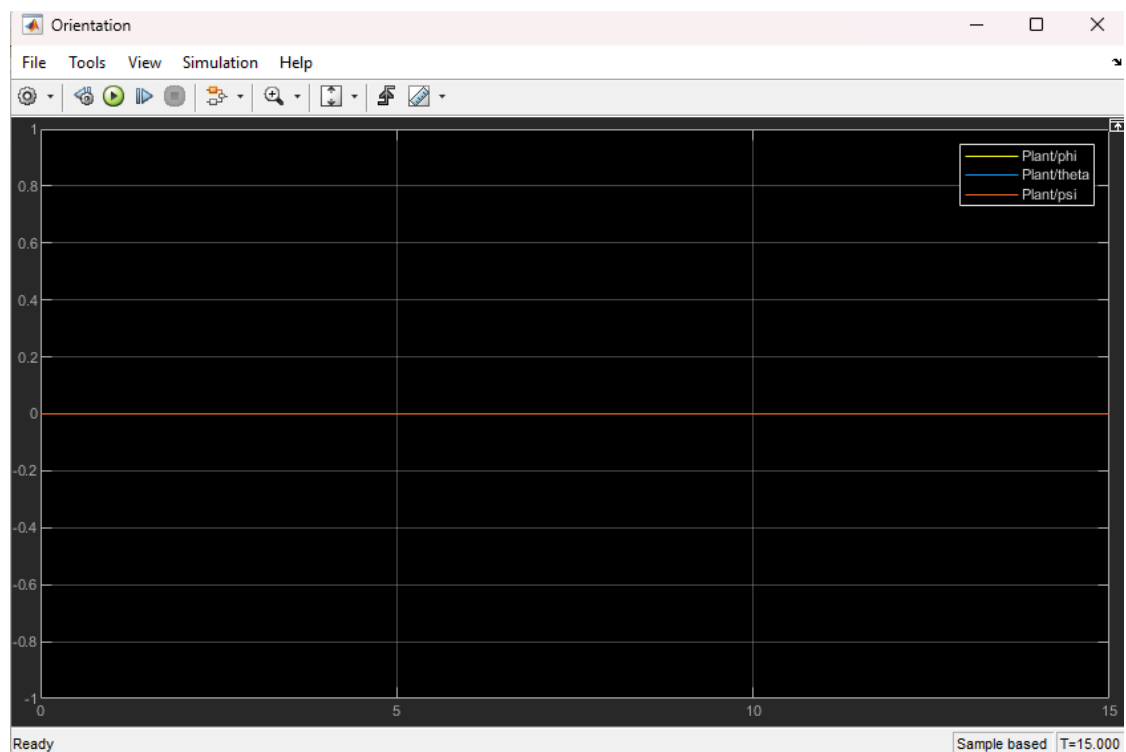 Orientation
File Tools View Simulation Help
1
0.8
0.6
0.4
0.2
0
-0.2
-0.4
-0.6
-0.8
-1
Plant/phi
Plant/theta
Plant/psi
0 5 10 15
Ready Sample based T=15.000